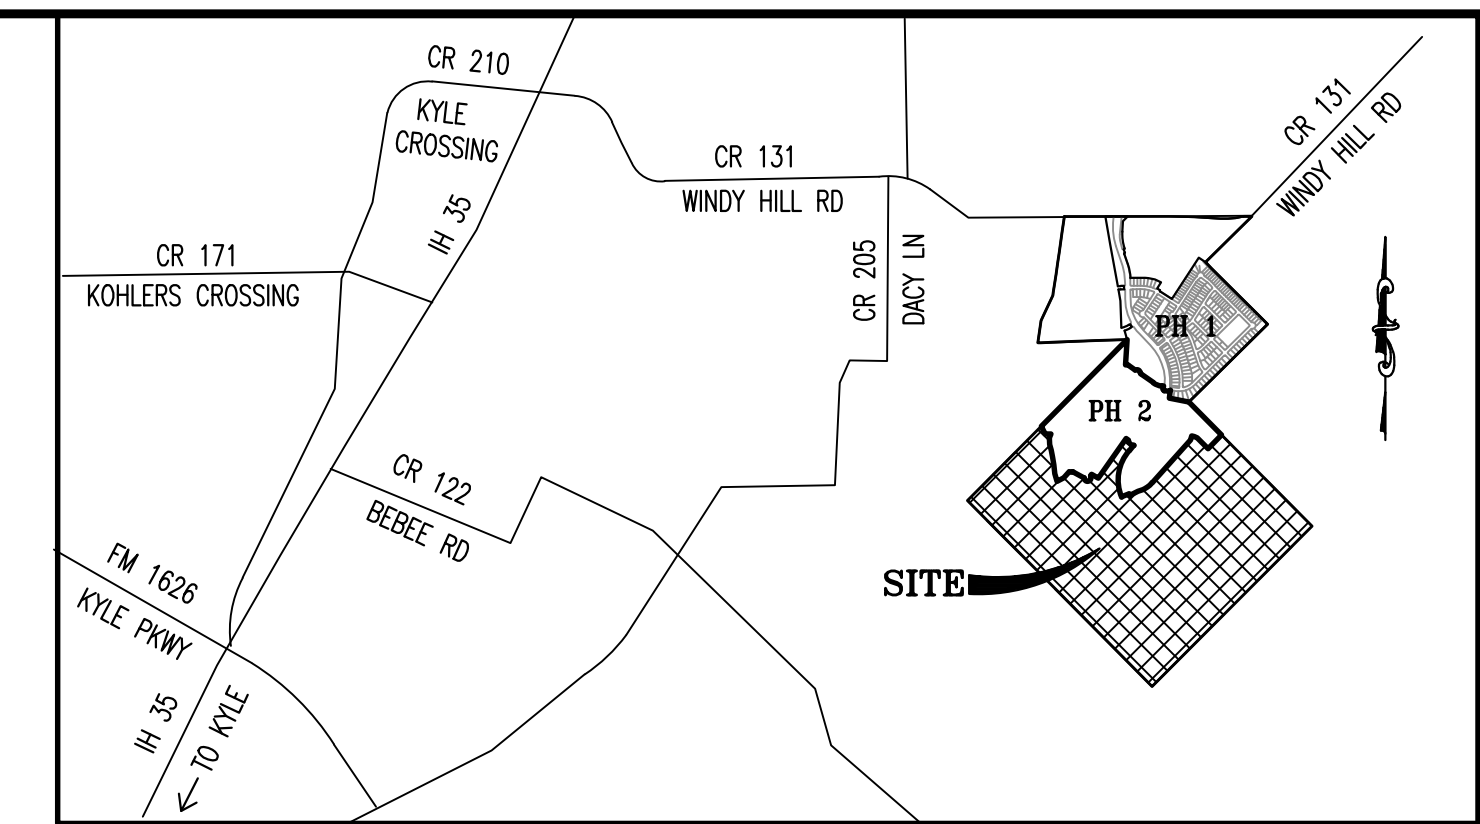 CR 210
KYLE
CROSSING
IH 35
CR 131
WINDY HILL RD
CR 131
WINDY HILL RD
CR 171
KOHLERS CROSSING
CR 205
DACY LN
PH 1
PH 2
CR 122
BEBEE RD
FM 1626
KYLE PKWY
SITE
IH 35
TO KYLE